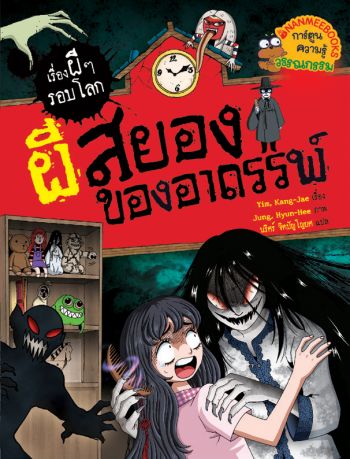 NANMEEBOOKS
การ์ตูน
ความรู้
วรรณกรรม
เรื่องผีๆ
รอบโลก
ผีสยอง
ของอาถรรพ์
Yim, Kang-Jae เรื่อง
Jung, Hyun-Hee ภาพ
แปล